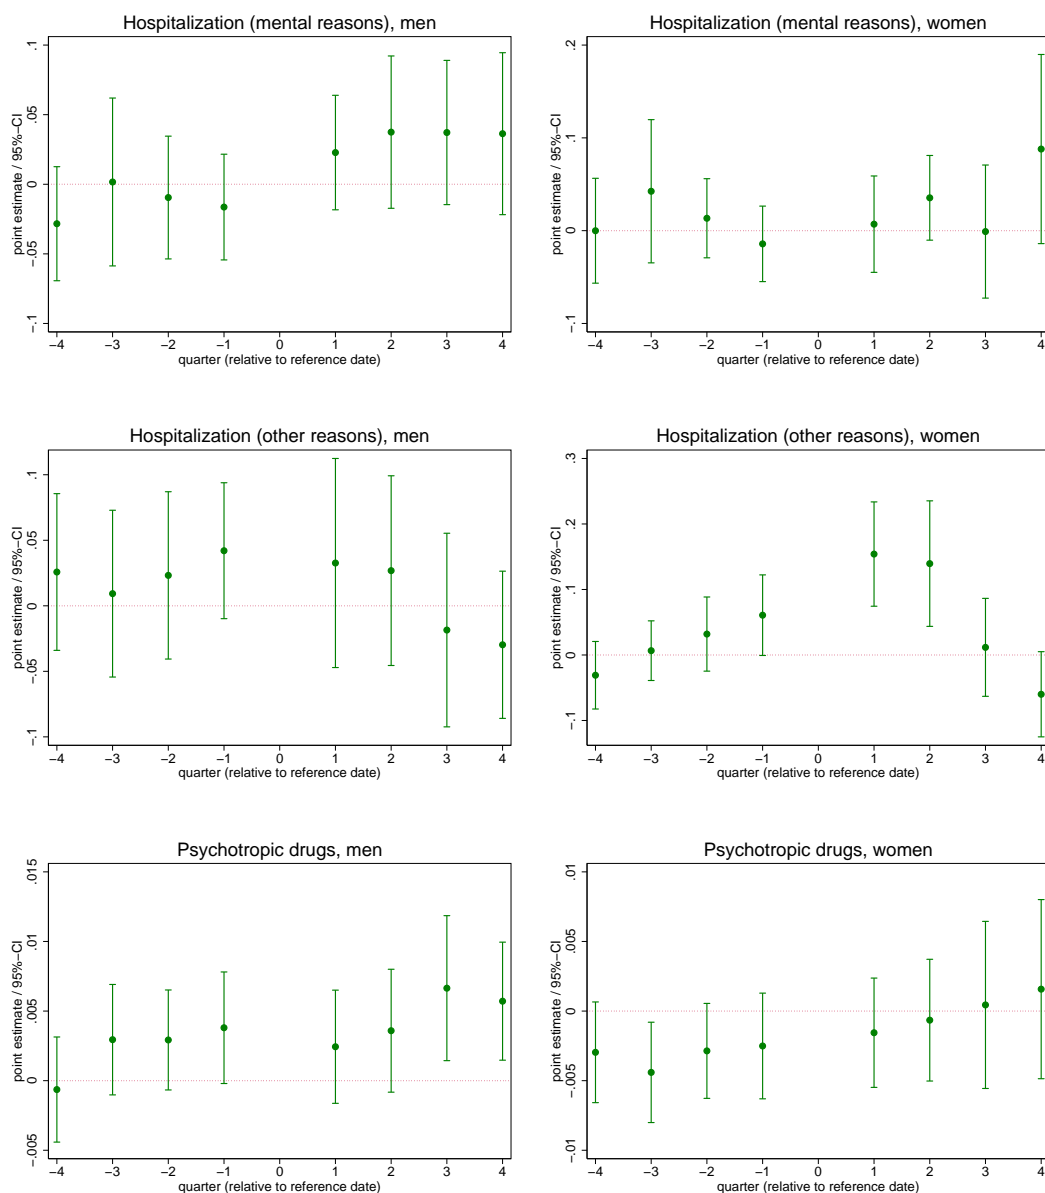 Hospitalization (mental reasons), men
point estimate / 95%−CI
.1
.05
0
−.05
−.1
−4 −3 −2 −1 0 1 2 3 4
quarter (relative to reference date)
Hospitalization (mental reasons), women
point estimate / 95%−CI
.2
.1
0
−.1
−4 −3 −2 −1 0 1 2 3 4
quarter (relative to reference date)
Hospitalization (other reasons), men
point estimate / 95%−CI
.1
.05
0
−.05
−.1
−4 −3 −2 −1 0 1 2 3 4
quarter (relative to reference date)
Hospitalization (other reasons), women
point estimate / 95%−CI
.3
.2
.1
0
−.1
−4 −3 −2 −1 0 1 2 3 4
quarter (relative to reference date)
Psychotropic drugs, men
point estimate / 95%−CI
.015
.01
.005
0
−.005
−4 −3 −2 −1 0 1 2 3 4
quarter (relative to reference date)
Psychotropic drugs, women
point estimate / 95%−CI
.01
.005
0
−.005
−.01
−4 −3 −2 −1 0 1 2 3 4
quarter (relative to reference date)